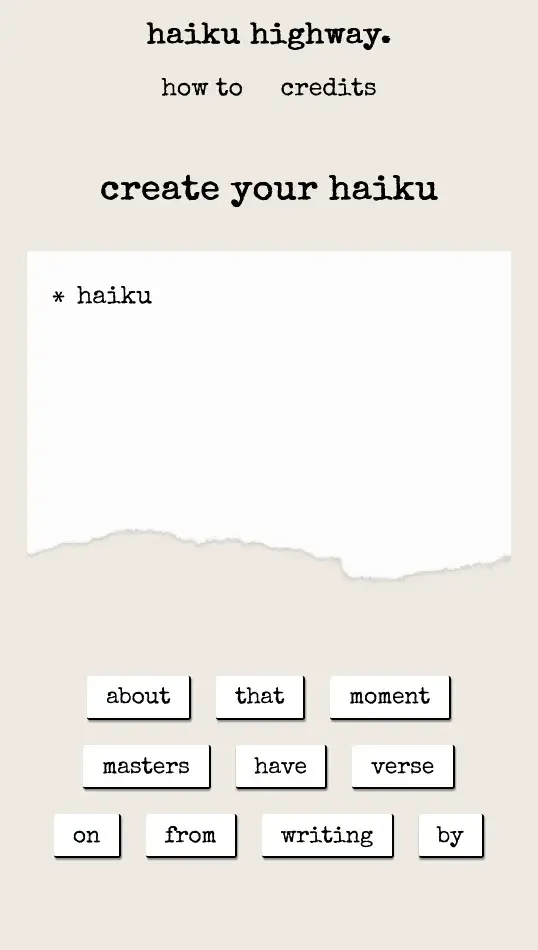 haiku highway.
how to credits
create your haiku
* haiku
about that moment
masters have verse
on from writing by